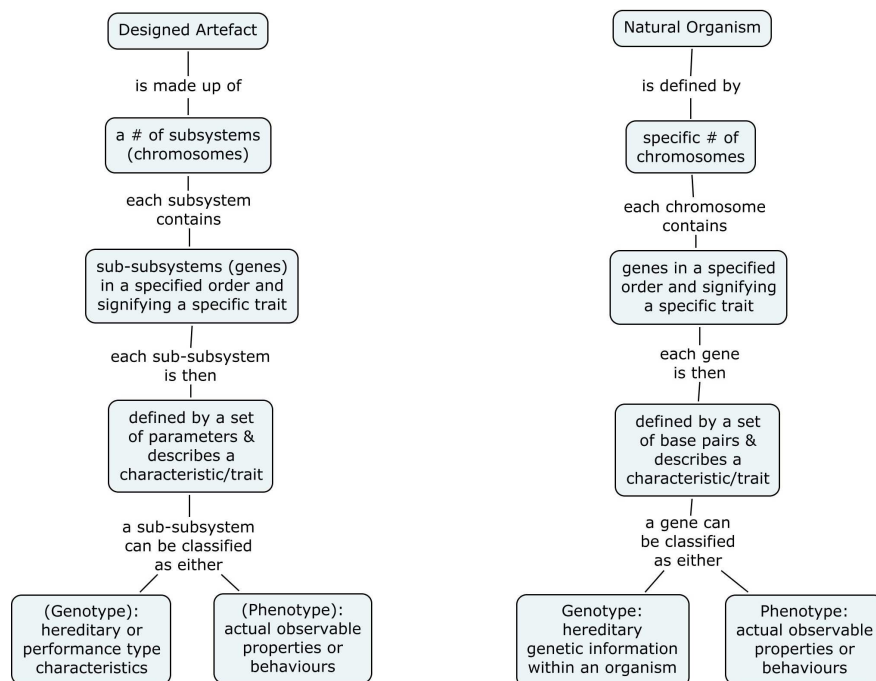 Designed Artefact
is made up of
a # of subsystems
(chromosomes)
each subsystem
contains
sub-subsystems (genes)
in a specified order and
signifying a specific trait
each sub-subsystem
is then
defined by a set
of parameters &
describes a
characteristic/trait
a sub-subsystem
can be classified
as either
(Genotype):
hereditary or
performance type
characteristics
(Phenotype):
actual observable
properties or
behaviours
Natural Organism
is defined by
specific # of
chromosomes
each chromosome
contains
genes in a specified
order and signifying
a specific trait
each gene
is then
defined by a set
of base pairs &
describes a
characteristic/trait
a gene can
be classified
as either
Genotype:
hereditary
genetic information
within an organism
Phenotype:
actual observable
properties or
behaviours